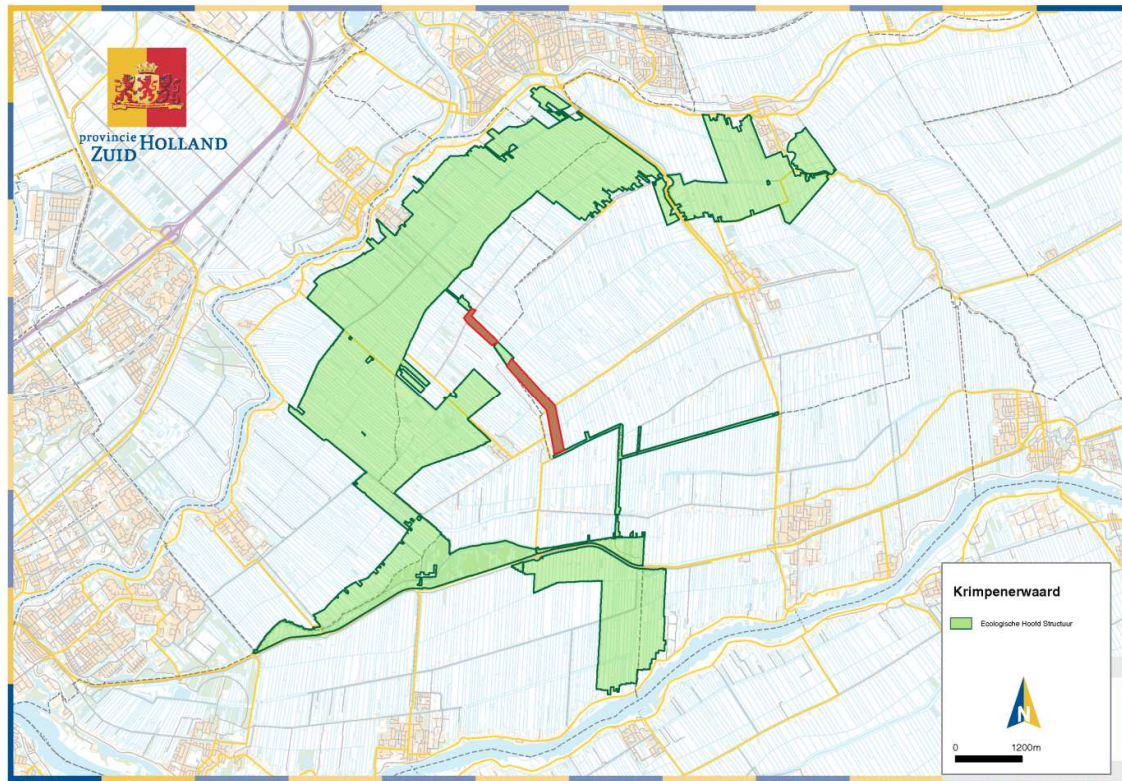 provincie
ZUID HOLLAND
Krimpenerwaard
Ecologische Hoofd Structuur
N
0 1200m